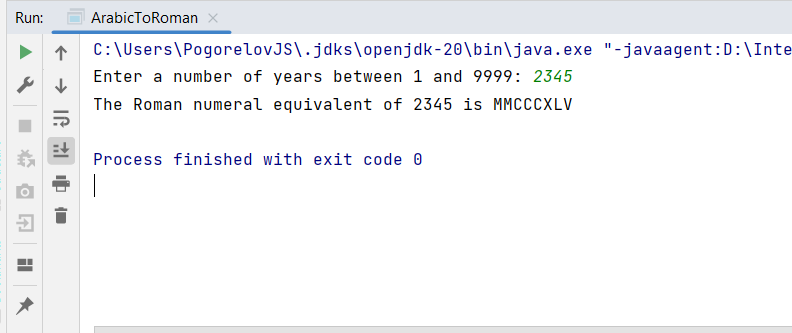 Run: ArabicToRoman
C:\Users\PogorelovJS\.jdks\openjdk-20\bin\java.exe "-javaagent:D:\Inte
Enter a number of years between 1 and 9999: 2345
The Roman numeral equivalent of 2345 is MMCCCXLV
Process finished with exit code 0